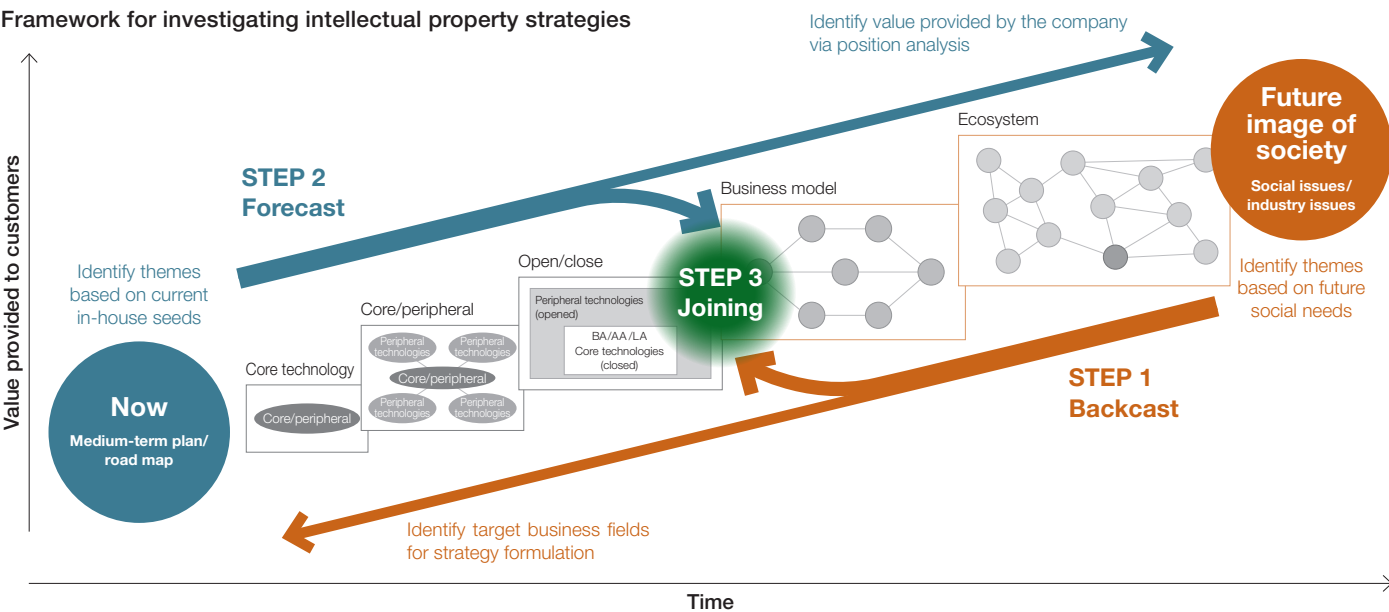 Framework for investigating intellectual property strategies
Identify value provided by the company
via position analysis
Value provided to customers
STEP 2
Forecast
Identify themes
based on current
in-house seeds
Now
Medium-term plan/
road map
Core technology
Core/peripheral
Core/peripheral
Peripheral
technologies
Peripheral
technologies
Core/peripheral
Peripheral
technologies
Peripheral
technologies
Open/close
Peripheral technologies
(opened)
BA/AA/LA
Core technologies
(closed)
STEP 3
Joining
Business model
Ecosystem
Future
image of
society
Social issues/
industry issues
Identify themes
based on future
social needs
STEP 1
Backcast
Identify target business fields
for strategy formulation
Time